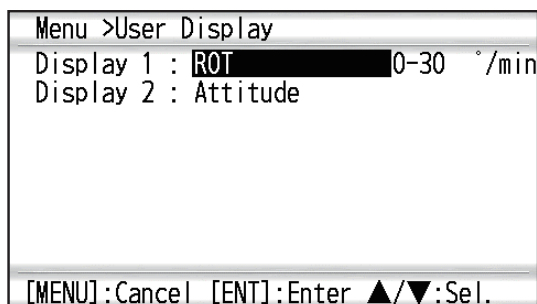 Menu >User Display
Display 1 : ROT 0-30 °/min
Display 2 : Attitude
[MENU]:Cancel [ENT]:Enter ▲/▼:Sel.